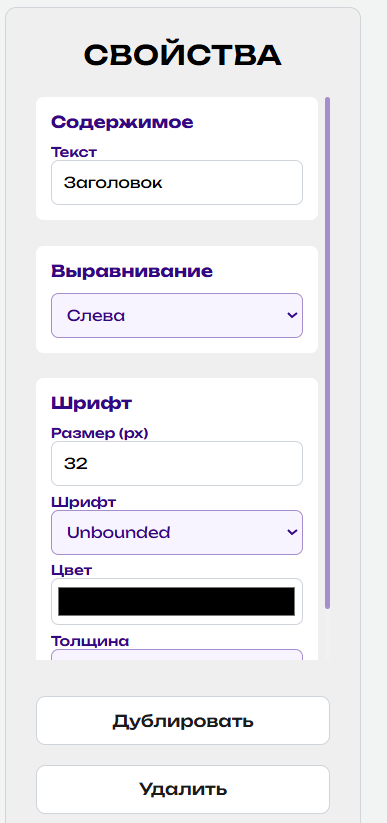 СВОЙСТВА
Содержимое
Текст
Заголовок
Выравнивание
Слева
Шрифт
Размер (px)
32
Шрифт
Unbounded
Цвет
Толщина
Дублировать
Удалить